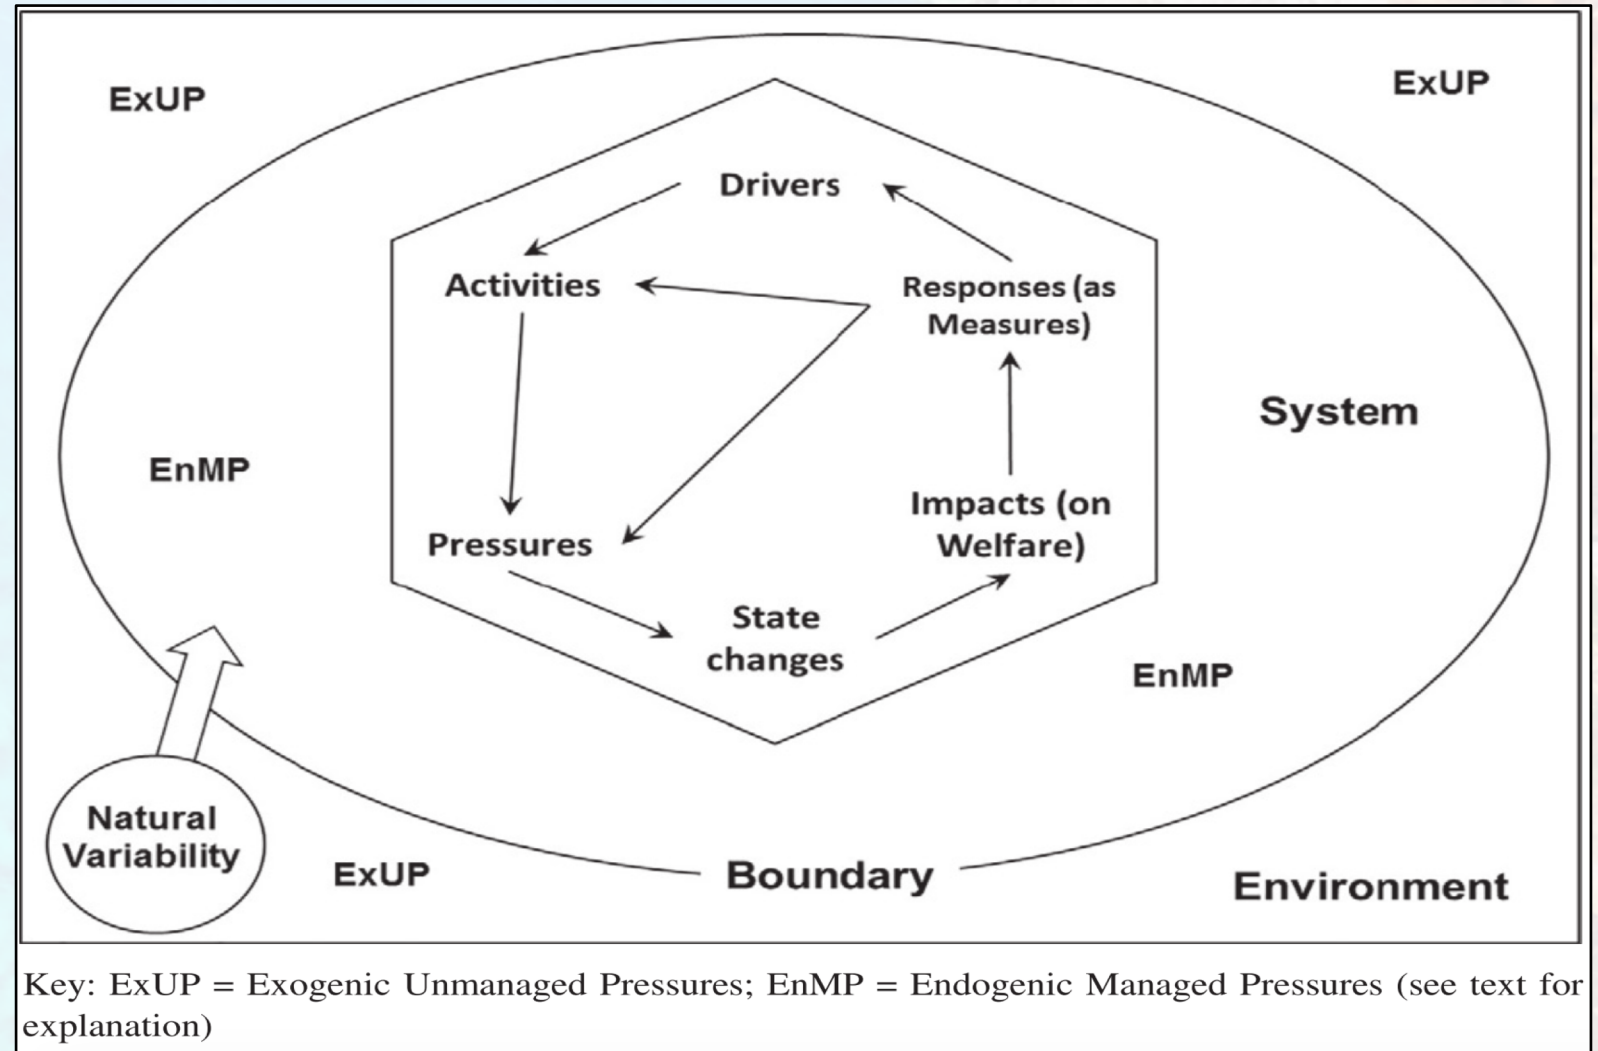 ExUP
ExUP
Drivers
Activities
Responses (as
Measures)
System
EnMP
Impacts (on
Welfare)
Pressures
State
changes
EnMP
Natural
Variability
ExUP
Boundary
Environment
Key: ExUP = Exogenic Unmanaged Pressures; EnMP = Endogenic Managed Pressures (see text for
explanation)